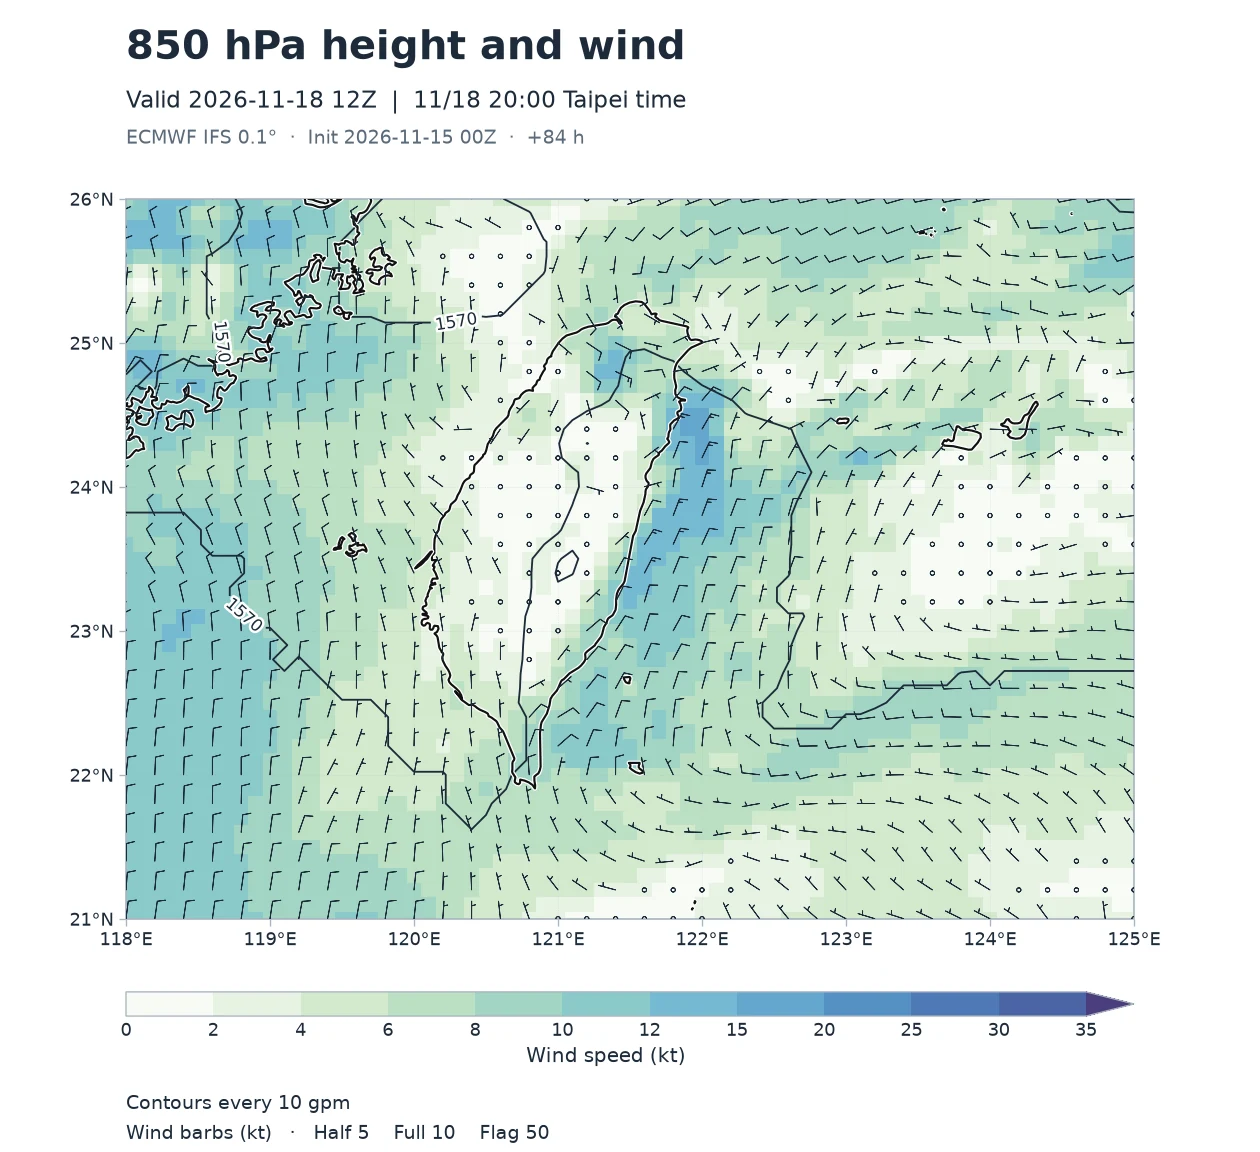 850 hPa height and wind
Valid 2026-11-18 12Z | 11/18 20:00 Taipei time
ECMWF IFS 0.1° · Init 2026-11-15 00Z · +84 h
26°N
25°N
24°N
23°N
22°N
21°N
1570
1570
1570
118°E 119°E 120°E 121°E 122°E 123°E 124°E 125°E
0 2 4 6 8 10 12 15 20 25 30 35
Wind speed (kt)
Contours every 10 gpm
Wind barbs (kt) · Half 5 Full 10 Flag 50